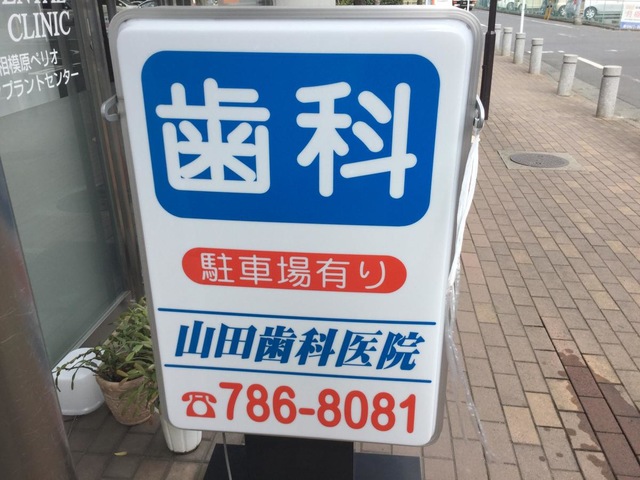 CLINIC
相模原ペリオ
プラントセンター
歯科
駐車場有り
山田歯科医院
☎786-8081